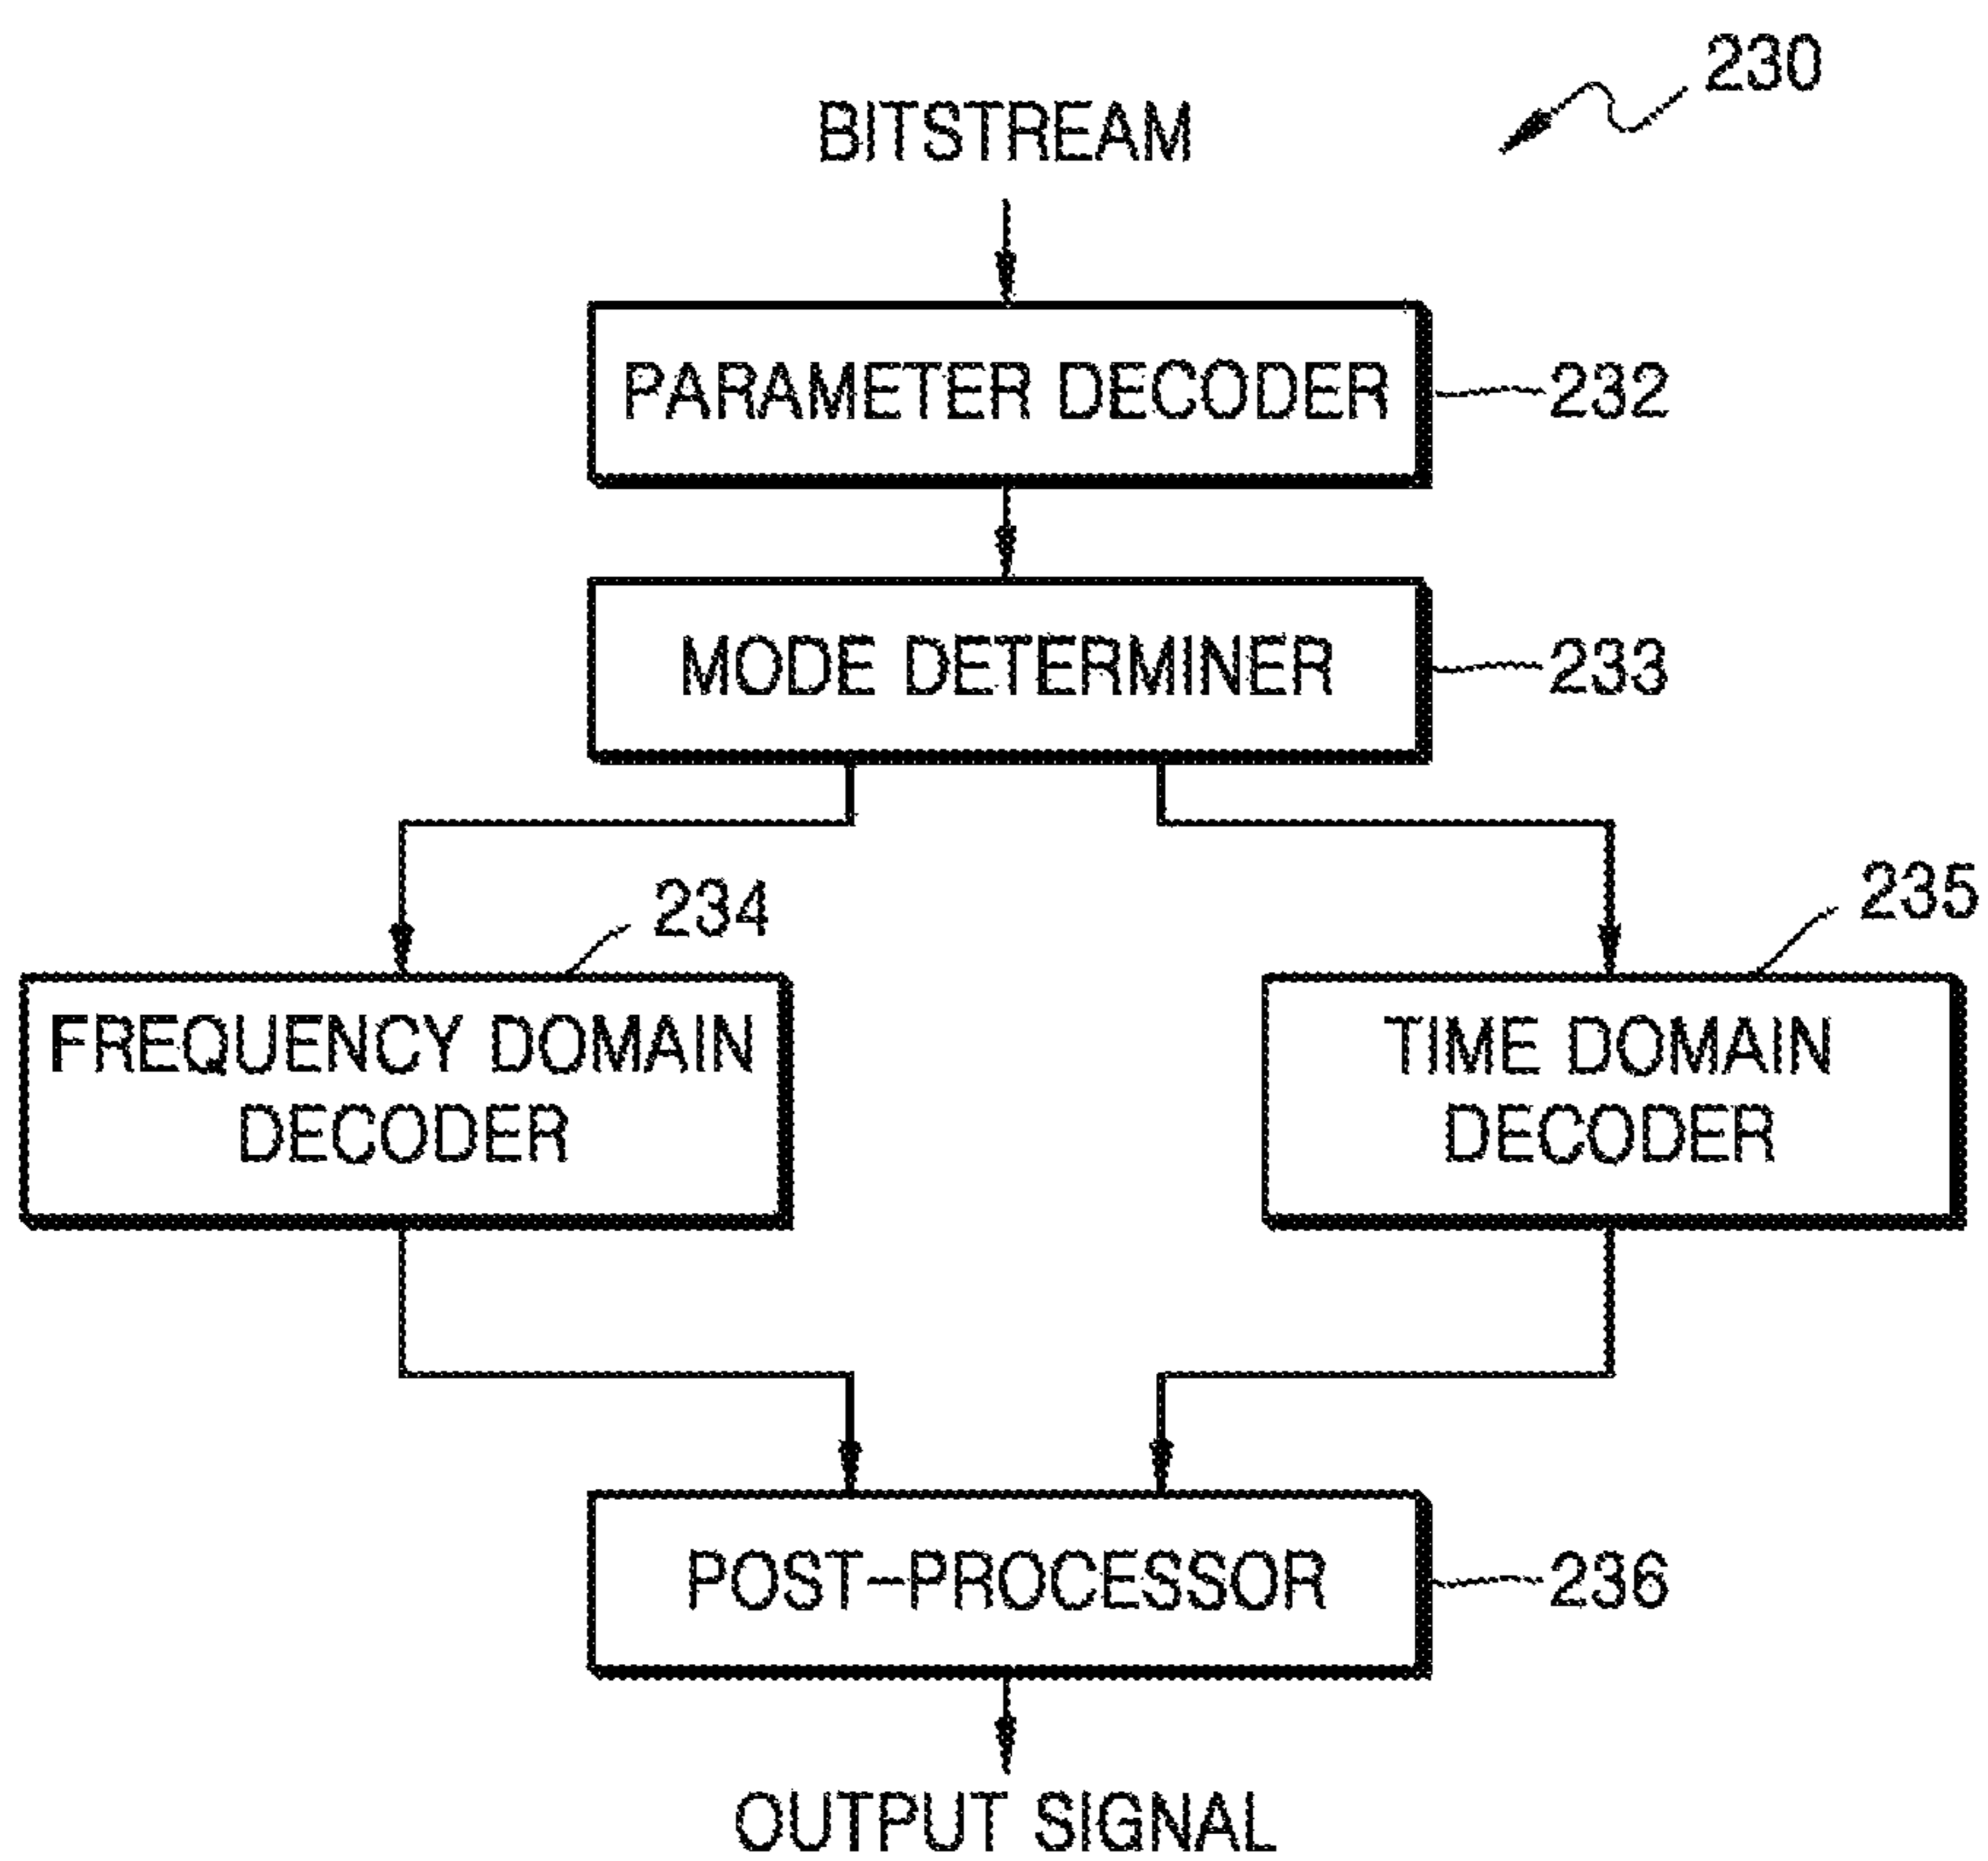 230
BITSTREAM
PARAMETER DECODER
232
MODE DETERMINER
233
234
235
FREQUENCY DOMAIN
DECODER
TIME DOMAIN
DECODER
POST-PROCESSOR
236
OUTPUT SIGNAL